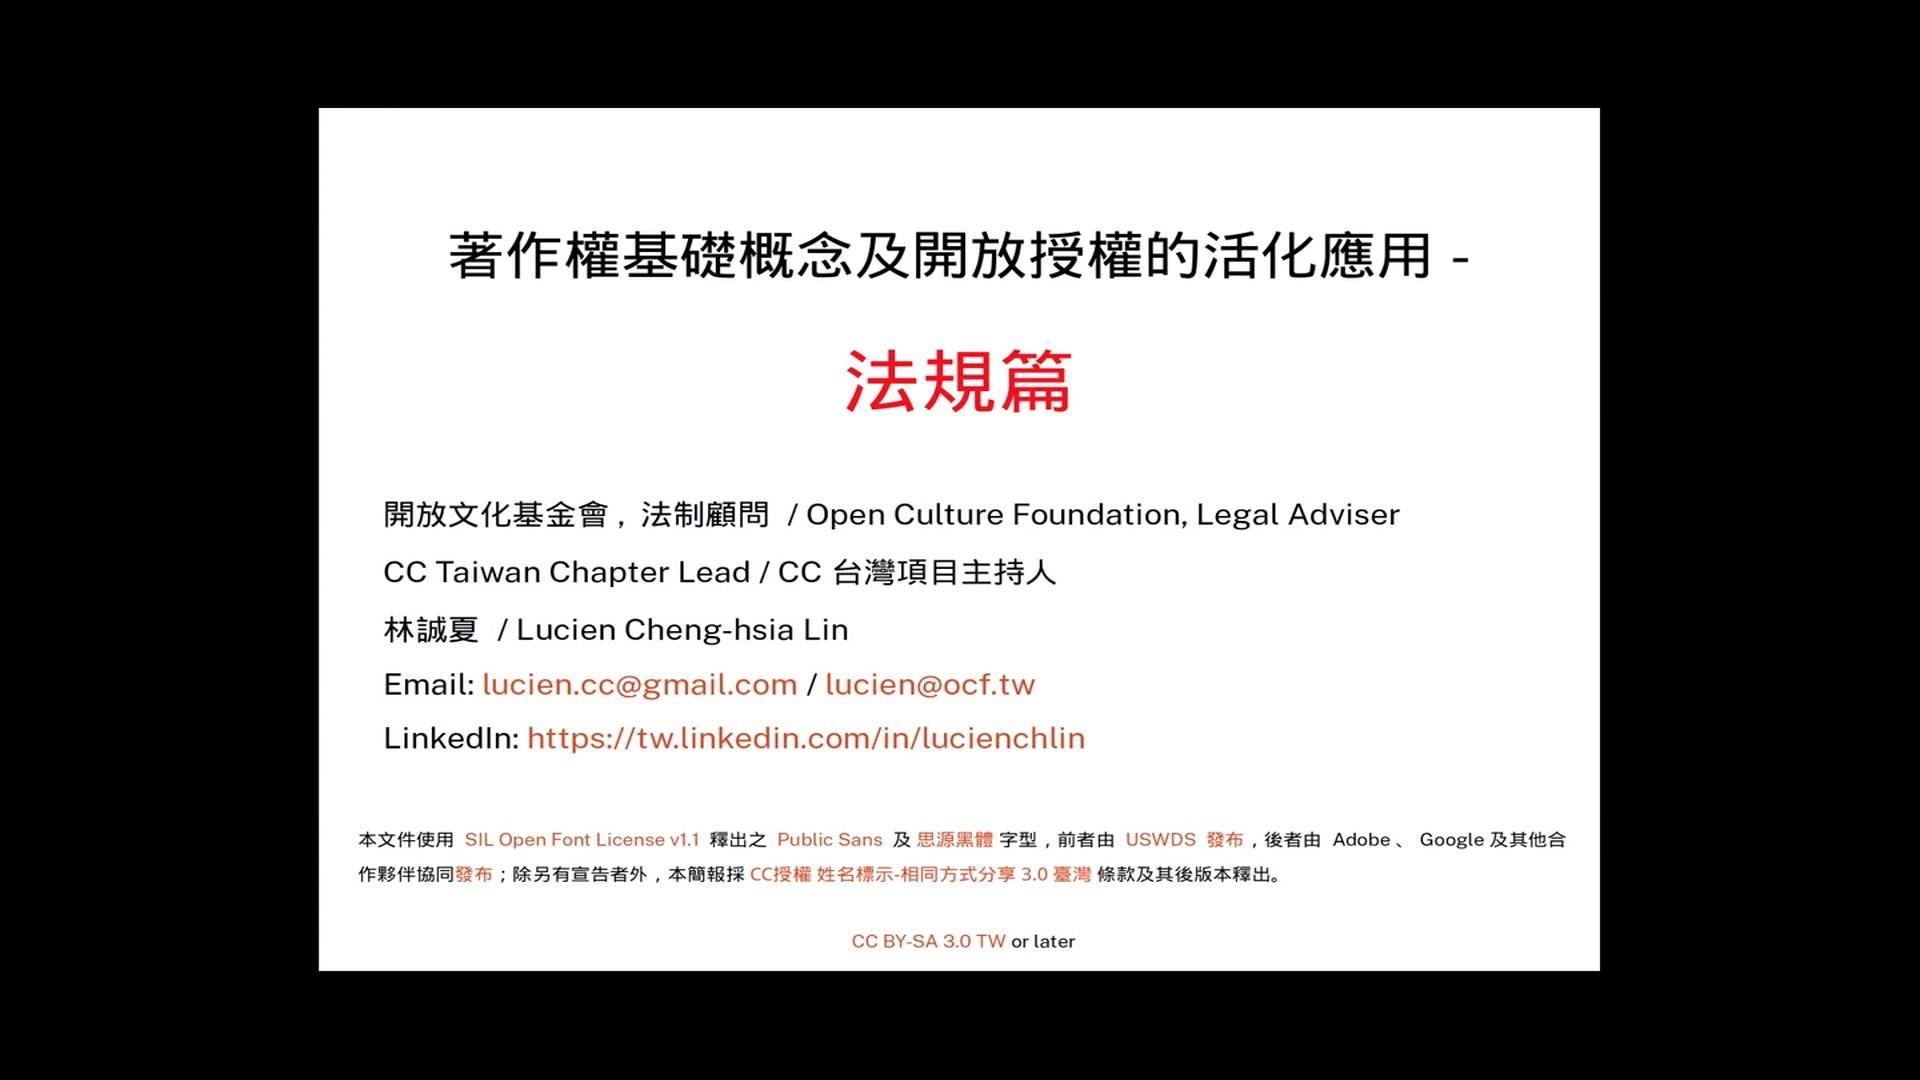 著作權基礎概念及開放授權的活化應用 -
法規篇
開放文化基金會，法制顧問 / Open Culture Foundation, Legal Adviser
CC Taiwan Chapter Lead / CC 台灣項目主持人
林誠夏 / Lucien Cheng-hsia Lin
Email: lucien.cc@gmail.com / lucien@ocf.tw
LinkedIn: https://tw.linkedin.com/in/lucienchlin
本文件使用 SIL Open Font License v1.1 釋出之 Public Sans 及 思源黑體 字型，前者由 USWDS 發布，後者由 Adobe 、 Google 及其他合
作夥伴協同發布；除另有宣告者外，本簡報採 CC授權 姓名標示-相同方式分享 3.0 臺灣 條款及其後版本釋出。
CC BY-SA 3.0 TW or later